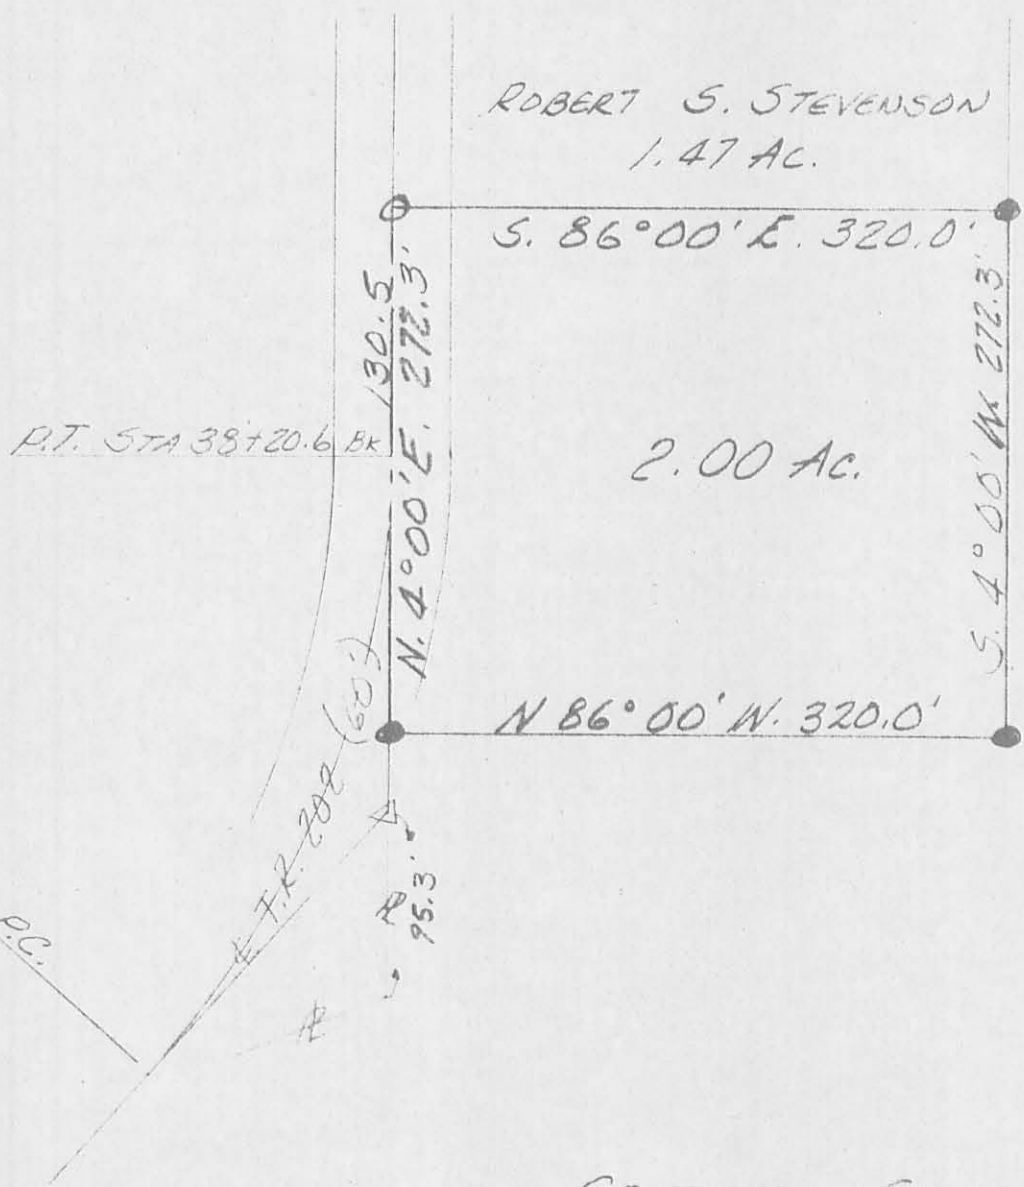 ROBERT S. STEVENSON
1.47 AC.
S. 86°00' E. 320.0'
130.5
N. 4°00' E. 272.3'
S. 4°00' W. 272.3'
P.T. STA 38+20.6 BK
2.00 AC.
N 86°00' W. 320.0'
T.R. 202 (60')
95.3'
P.C.